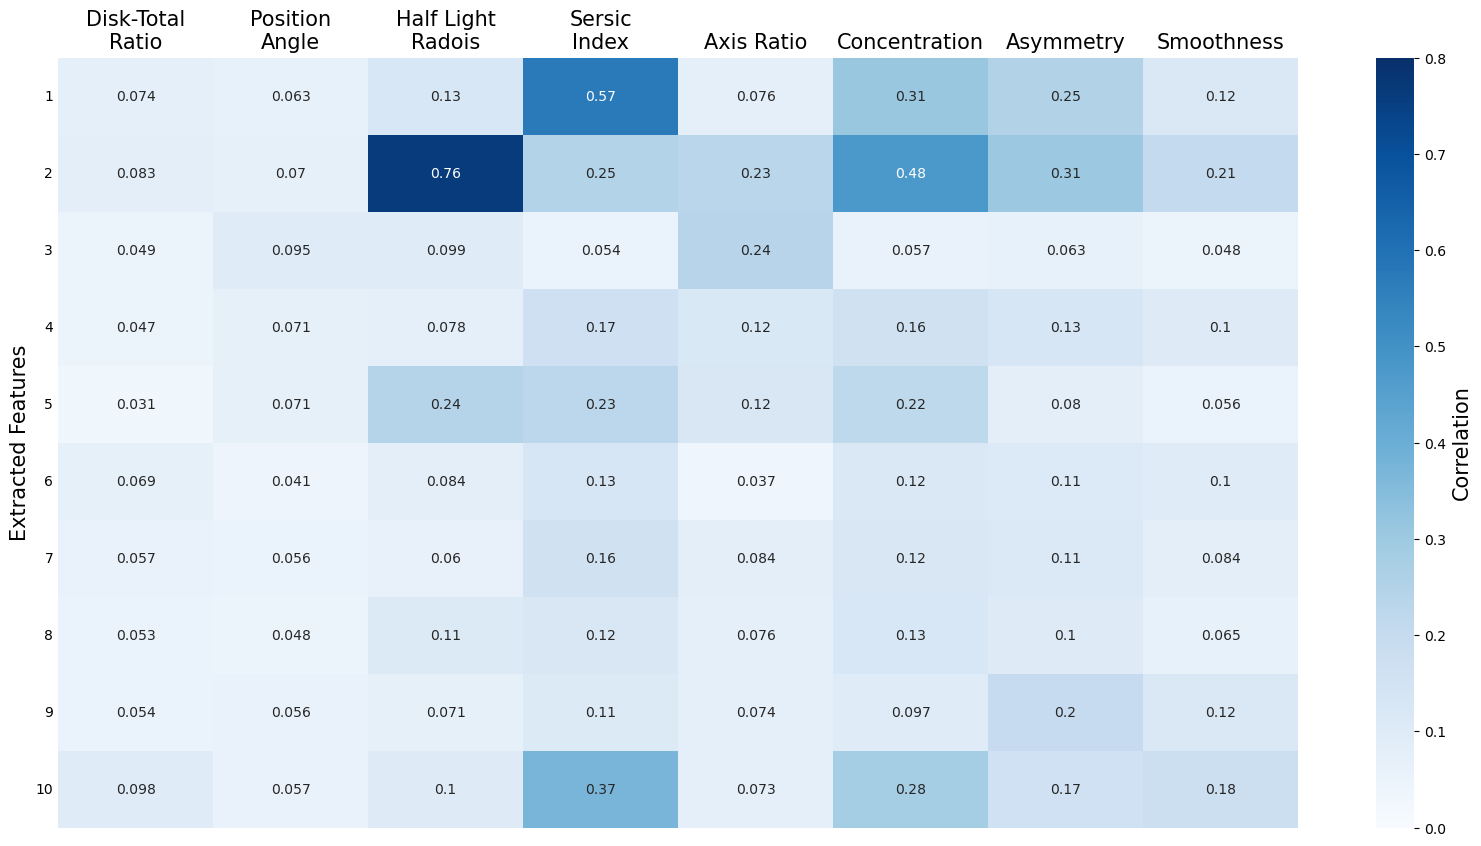 Disk-Total
Ratio
Position
Angle
Half Light
Radois
Sersic
Index
Axis Ratio
Concentration
Asymmetry
Smoothness
Extracted Features
1 0.074 0.063 0.13 0.57 0.076 0.31 0.25 0.12
2 0.083 0.07 0.76 0.25 0.23 0.48 0.31 0.21
3 0.049 0.095 0.099 0.054 0.24 0.057 0.063 0.048
4 0.047 0.071 0.078 0.17 0.12 0.16 0.13 0.1
5 0.031 0.071 0.24 0.23 0.12 0.22 0.08 0.056
6 0.069 0.041 0.084 0.13 0.037 0.12 0.11 0.1
7 0.057 0.056 0.06 0.16 0.084 0.12 0.11 0.084
8 0.053 0.048 0.11 0.12 0.076 0.13 0.1 0.065
9 0.054 0.056 0.071 0.11 0.074 0.097 0.2 0.12
10 0.098 0.057 0.1 0.37 0.073 0.28 0.17 0.18
0.8
0.7
0.6
0.5
0.4
0.3
0.2
0.1
0.0
Correlation